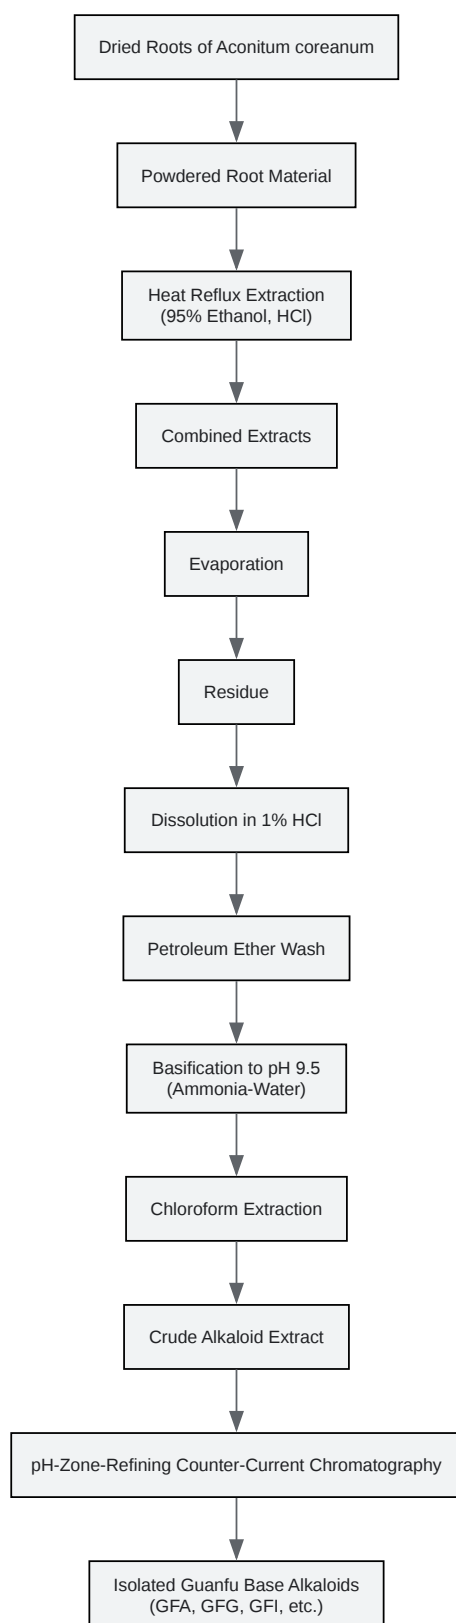 Dried Roots of Aconitum coreanum
Powdered Root Material
Heat Reflux Extraction
(95% Ethanol, HCl)
Combined Extracts
Evaporation
Residue
Dissolution in 1% HCl
Petroleum Ether Wash
Basification to pH 9.5
(Ammonia-Water)
Chloroform Extraction
Crude Alkaloid Extract
pH-Zone-Refining Counter-Current Chromatography
Isolated Guanfu Base Alkaloids
(GFA, GFG, GFI, etc.)